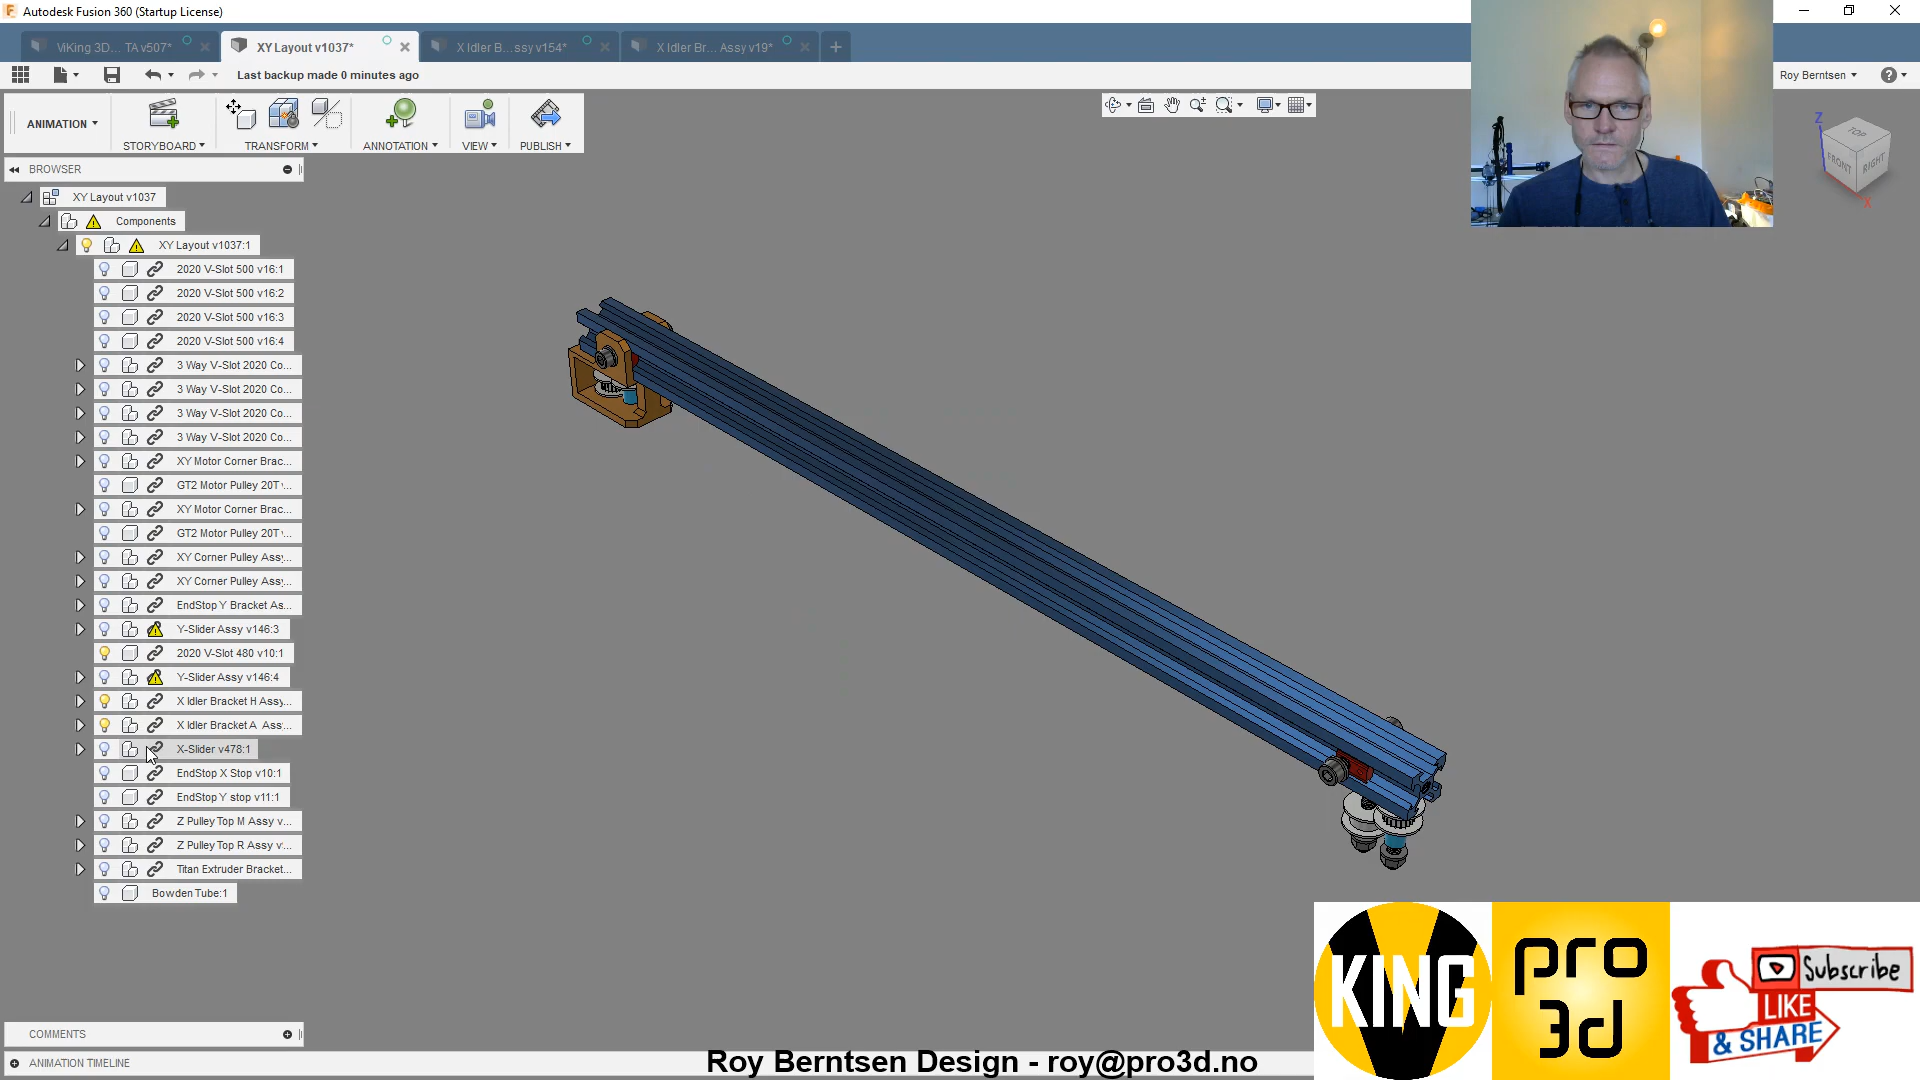 Autodesk Fusion 360 (Startup License)
ViKing 3D... TA v507*
XY Layout v1037*
X Idler B...ssy v154*
X Idler Br... Assy v19*
Last backup made 0 minutes ago
Roy Berntsen
ANIMATION
STORYBOARD
TRANSFORM
ANNOTATION
VIEW
PUBLISH
Z
TOP
FRONT
RIGHT
X
BROWSER
XY Layout v1037
Components
XY Layout v1037:1
2020 V-Slot 500 v16:1
2020 V-Slot 500 v16:2
2020 V-Slot 500 v16:3
2020 V-Slot 500 v16:4
3 Way V-Slot 2020 Co...
3 Way V-Slot 2020 Co...
3 Way V-Slot 2020 Co...
3 Way V-Slot 2020 Co...
XY Motor Corner Brac...
GT2 Motor Pulley 20T v...
XY Motor Corner Brac...
GT2 Motor Pulley 20T v...
XY Corner Pulley Assy...
XY Corner Pulley Assy...
EndStop Y Bracket As...
Y-Slider Assy v146:3
2020 V-Slot 480 v10:1
Y-Slider Assy v146:4
X Idler Bracket H Assy...
X Idler Bracket A Ass...
X-Slider v478:1
EndStop X Stop v10:1
EndStop Y stop v11:1
Z Pulley Top M Assy v...
Z Pulley Top R Assy v...
Titan Extruder Bracket...
Bowden Tube:1
COMMENTS
ANIMATION TIMELINE
Roy Berntsen Design - roy@pro3d.no
KING
pro
3d
Subscribe
LIKE
& SHARE